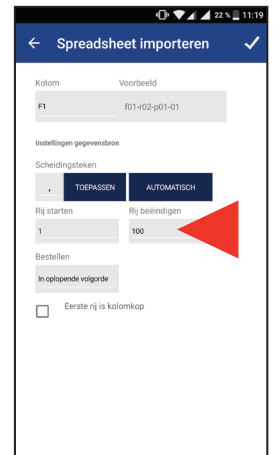 22 % 11:19
Spreadsheet importeren
Kolom Voorbeeld
F1 f01-r02-p01-01
Instellingen gegevensbron
Scheidingsteken
, TOEPASSEN AUTOMATISCH
Rij starten Rij beëindigen
1 100
Bestellen
In oplopende volgorde
Eerste rij is kolomkop